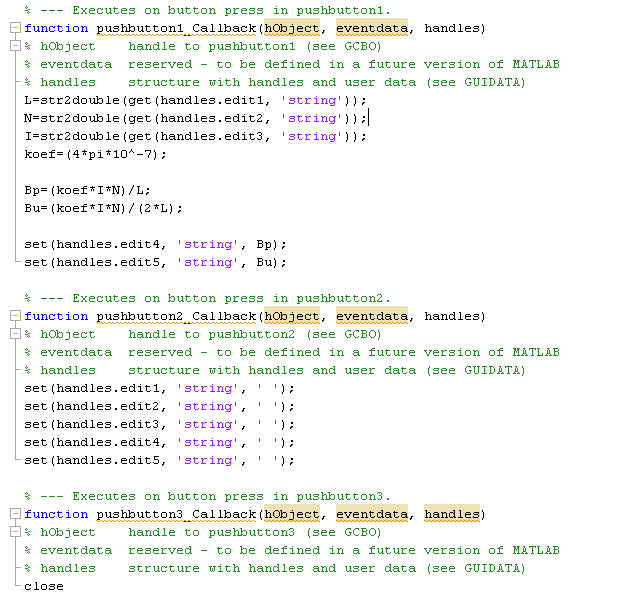 % --- Executes on button press in pushbutton1.
function pushbutton1_Callback(hObject, eventdata, handles)
% hObject    handle to pushbutton1 (see GCBO)
% eventdata  reserved - to be defined in a future version of MATLAB
% handles    structure with handles and user data (see GUIDATA)
L=str2double(get(handles.edit1, 'string'));
N=str2double(get(handles.edit2, 'string'));
I=str2double(get(handles.edit3, 'string'));
koef=(4*pi*10^-7);
Bp=(koef*I*N)/L;
Bu=(koef*I*N)/(2*L);
set(handles.edit4, 'string', Bp);
set(handles.edit5, 'string', Bu);
% --- Executes on button press in pushbutton2.
function pushbutton2_Callback(hObject, eventdata, handles)
% hObject    handle to pushbutton2 (see GCBO)
% eventdata  reserved - to be defined in a future version of MATLAB
% handles    structure with handles and user data (see GUIDATA)
set(handles.edit1, 'string', ' ');
set(handles.edit2, 'string', ' ');
set(handles.edit3, 'string', ' ');
set(handles.edit4, 'string', ' ');
set(handles.edit5, 'string', ' ');
% --- Executes on button press in pushbutton3.
function pushbutton3_Callback(hObject, eventdata, handles)
% hObject    handle to pushbutton3 (see GCBO)
% eventdata  reserved - to be defined in a future version of MATLAB
% handles    structure with handles and user data (see GUIDATA)
close